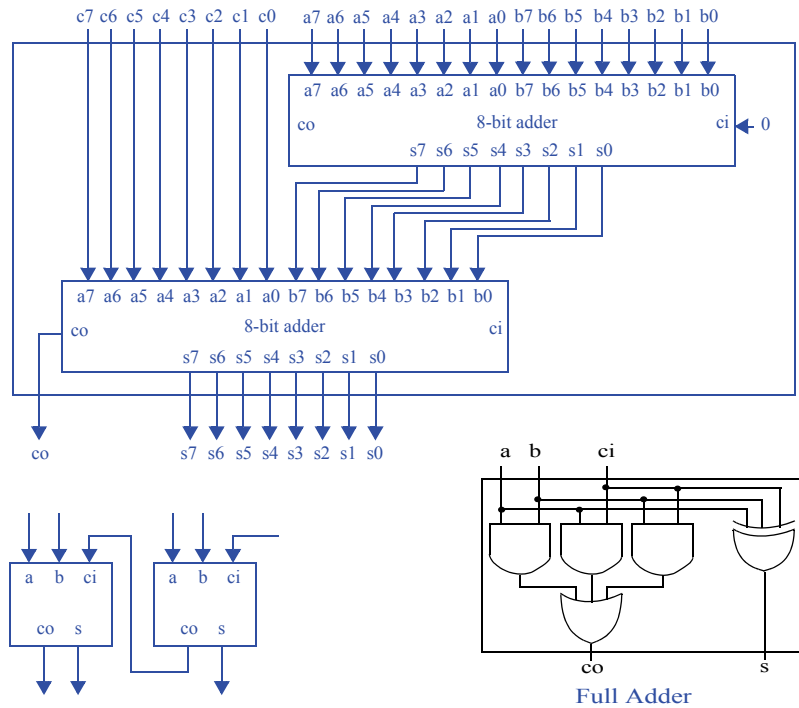 c7 c6 c5 c4 c3 c2 c1 c0 a7 a6 a5 a4 a3 a2 a1 a0 b7 b6 b5 b4 b3 b2 b1 b0
a7 a6 a5 a4 a3 a2 a1 a0 b7 b6 b5 b4 b3 b2 b1 b0
co 8-bit adder ci 0
s7 s6 s5 s4 s3 s2 s1 s0
a7 a6 a5 a4 a3 a2 a1 a0 b7 b6 b5 b4 b3 b2 b1 b0
co 8-bit adder ci
s7 s6 s5 s4 s3 s2 s1 s0
co s7 s6 s5 s4 s3 s2 s1 s0
a b ci
a b ci a b ci
co s co s
co s
Full Adder